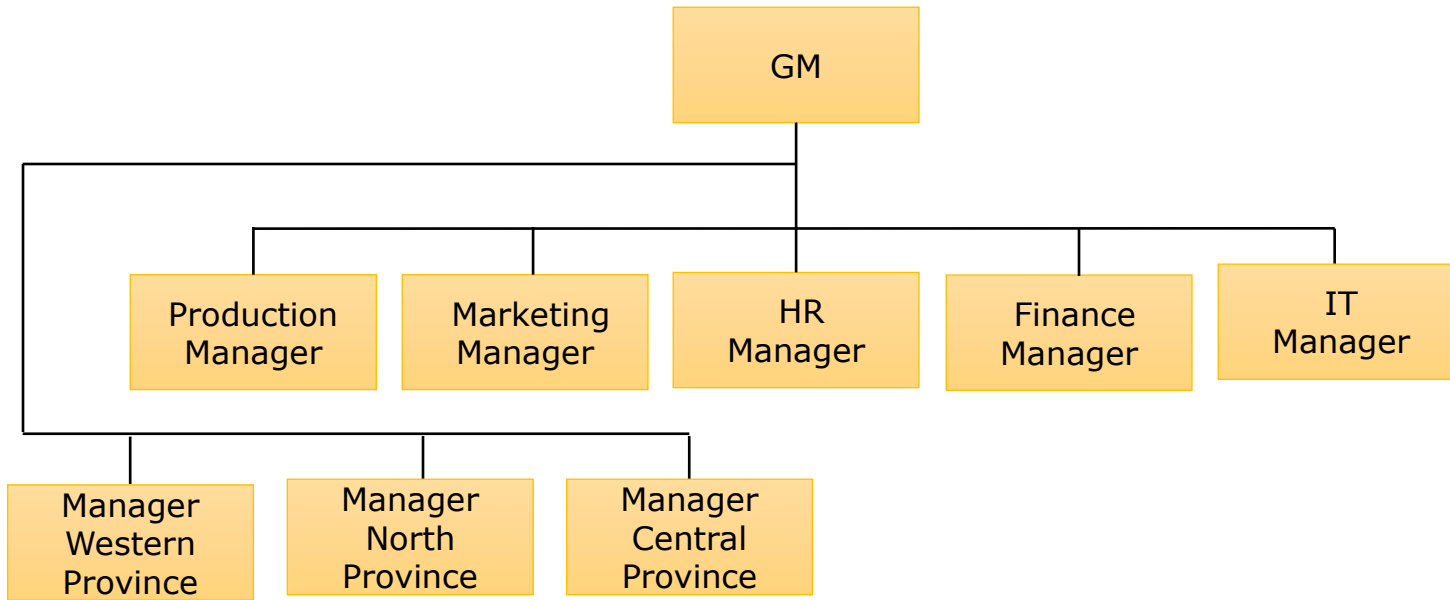 GM
Production
Manager
Marketing
Manager
HR
Manager
Finance
Manager
IT
Manager
Manager
Western
Province
Manager
North
Province
Manager
Central
Province